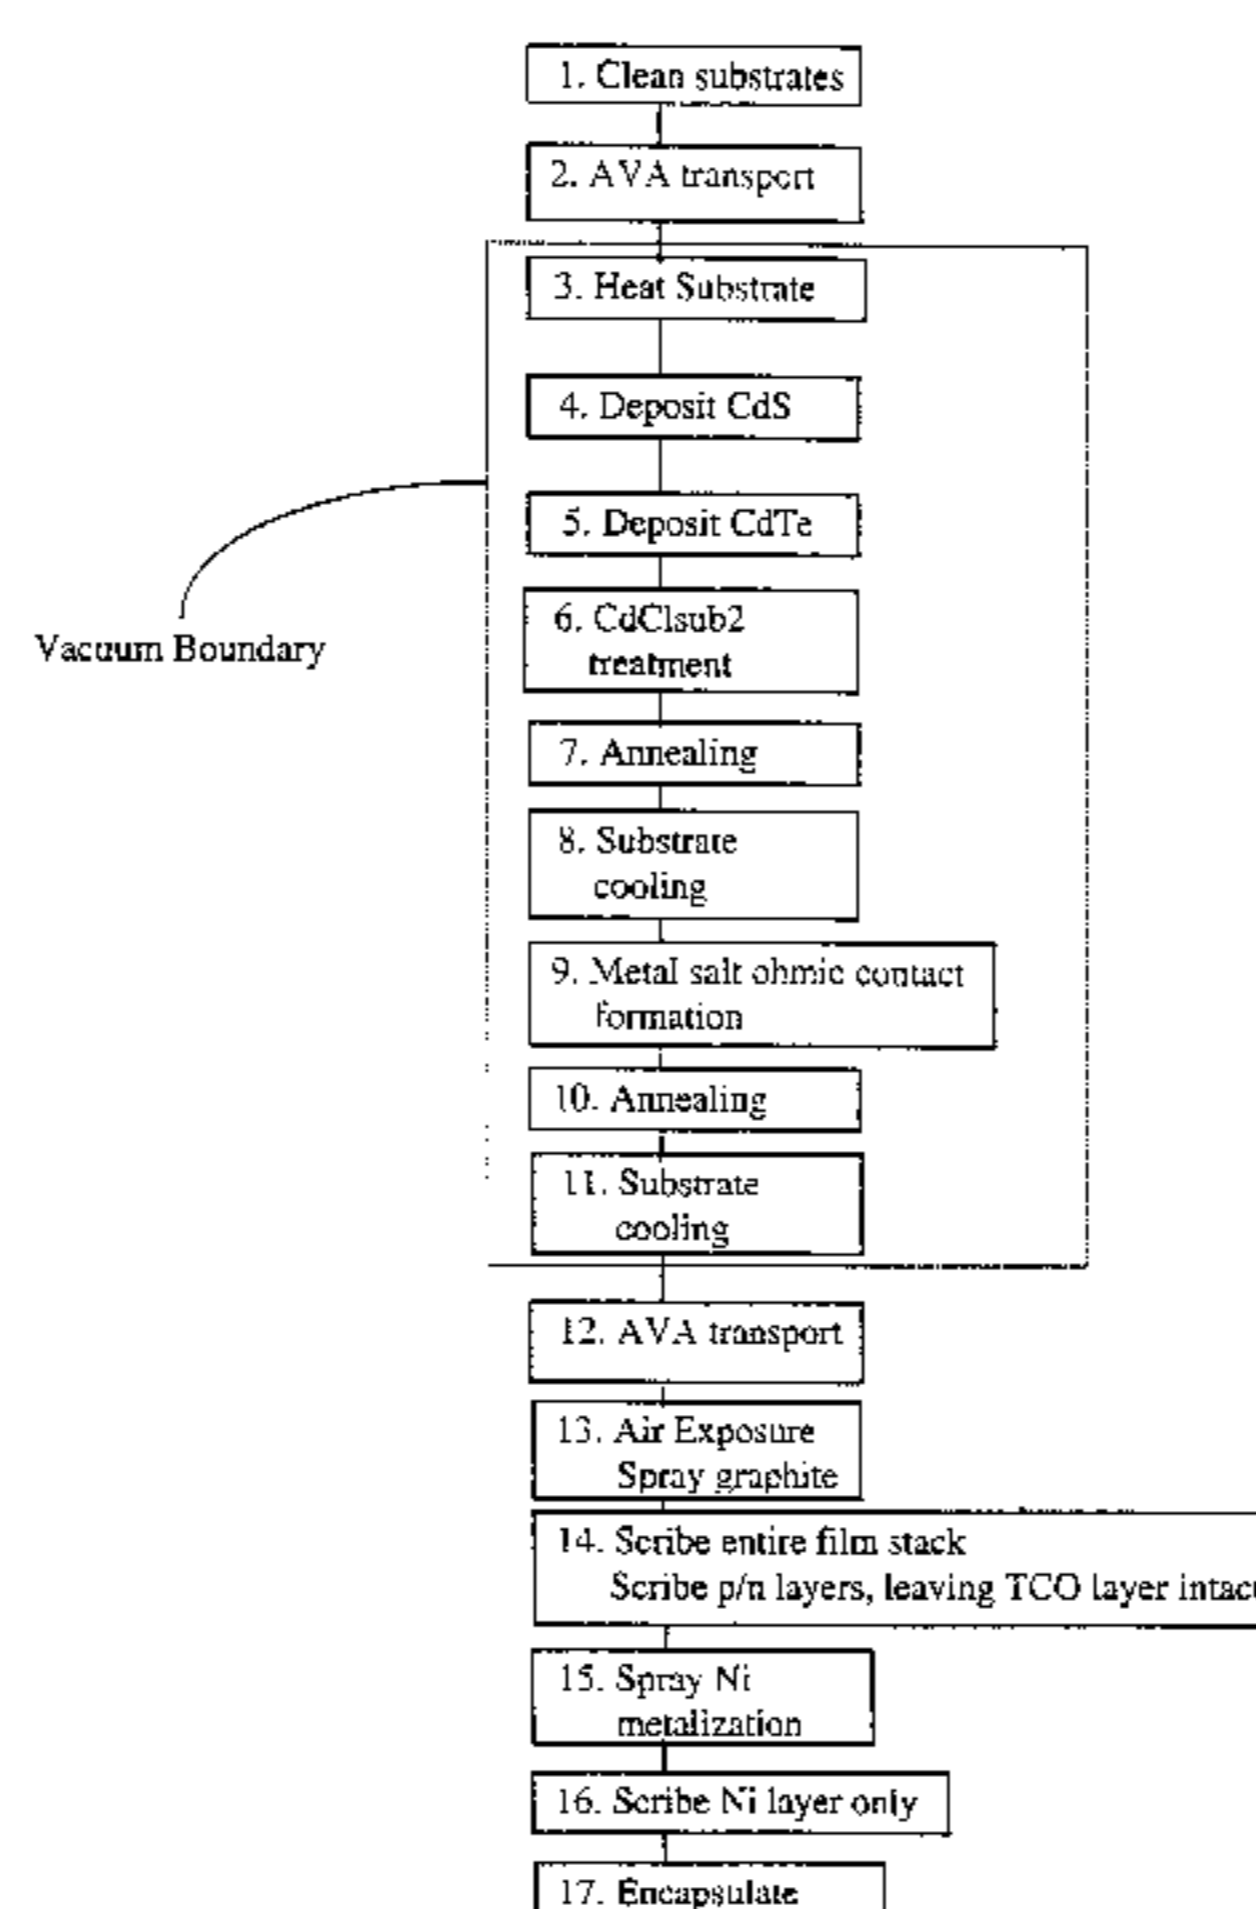 1. Clean substrates
2. AVA transport
3. Heat Substrate
4. Deposit CdS
5. Deposit CdTe
6. CdClsub2
treatment
Vacuum Boundary
7. Annealing
8. Substrate
cooling
9. Metal salt ohmic contact
formation
10. Annealing
11. Substrate
cooling
12. AVA transport
13. Air Exposure
Spray graphite
14. Scribe entire film stack
Scribe p/n layers, leaving TCO layer intact
15. Spray Ni
metalization
16. Scribe Ni layer only
17. Encapsulate